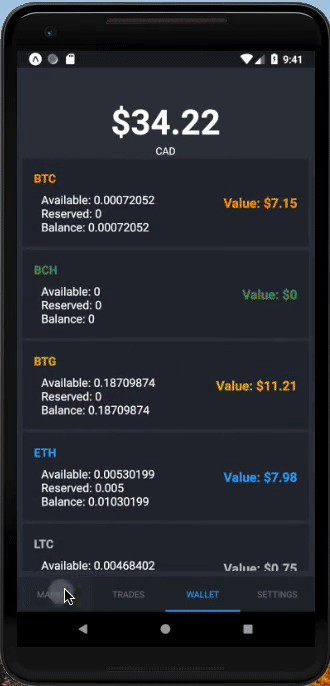 9:41
$34.22
CAD
BTC
Available: 0.00072052
Reserved: 0
Balance: 0.00072052
Value: $7.15
BCH
Available: 0
Reserved: 0
Balance: 0
Value: $0
BTG
Available: 0.18709874
Reserved: 0
Balance: 0.18709874
Value: $11.21
ETH
Available: 0.00530199
Reserved: 0.005
Balance: 0.01030199
Value: $7.98
LTC
Available: 0.00468402
Value: $0.75
TRADES WALLET SETTINGS